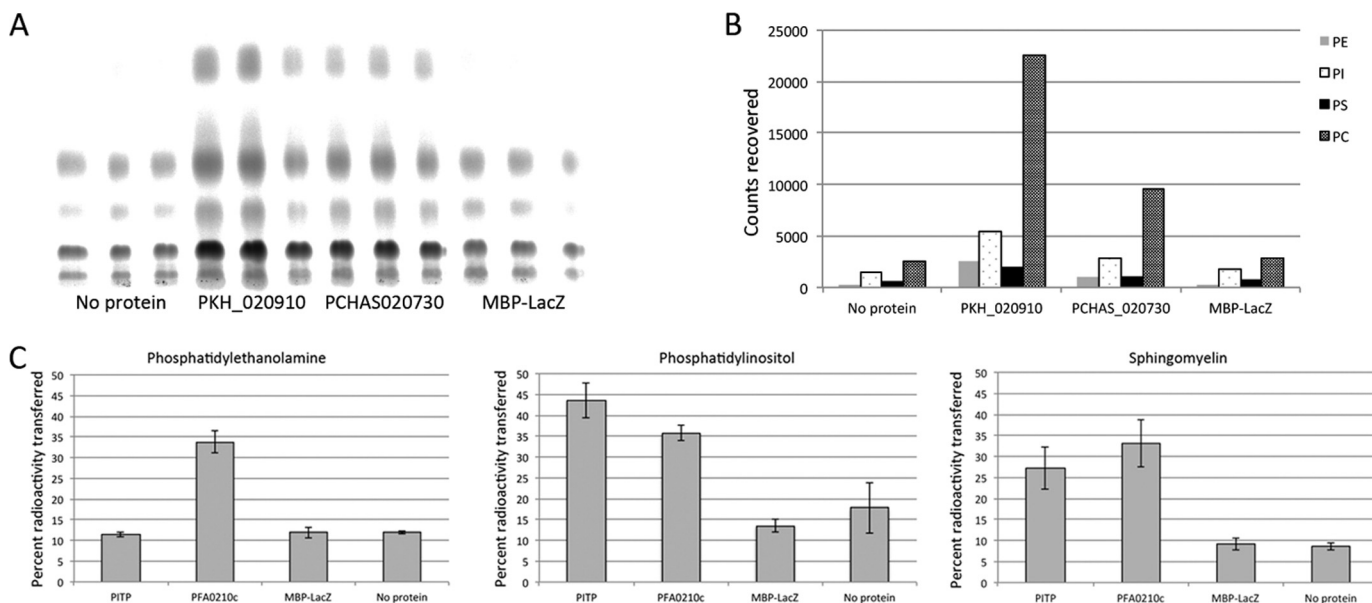 A
No protein PKH_020910 PCHAS020730 MBP-LacZ
B
Counts recovered
25000
20000
15000
10000
5000
0
No protein PKH_020910 PCHAS_020730 MBP-LacZ
PE
PI
PS
PC
C
Phosphatidylethanolamine
Percent radioactivity transferred
50
45
40
35
30
25
20
15
10
5
0
PITP PFA0210c MBP-LacZ No protein
Phosphatidylinositol
Percent radioactivity transferred
50
45
40
35
30
25
20
15
10
5
0
PITP PFA0210c MBP-LacZ No protein
Sphingomyelin
Percent radioactivity transferred
50
45
40
35
30
25
20
15
10
5
0
PITP PFA0210c MBP-LacZ No protein